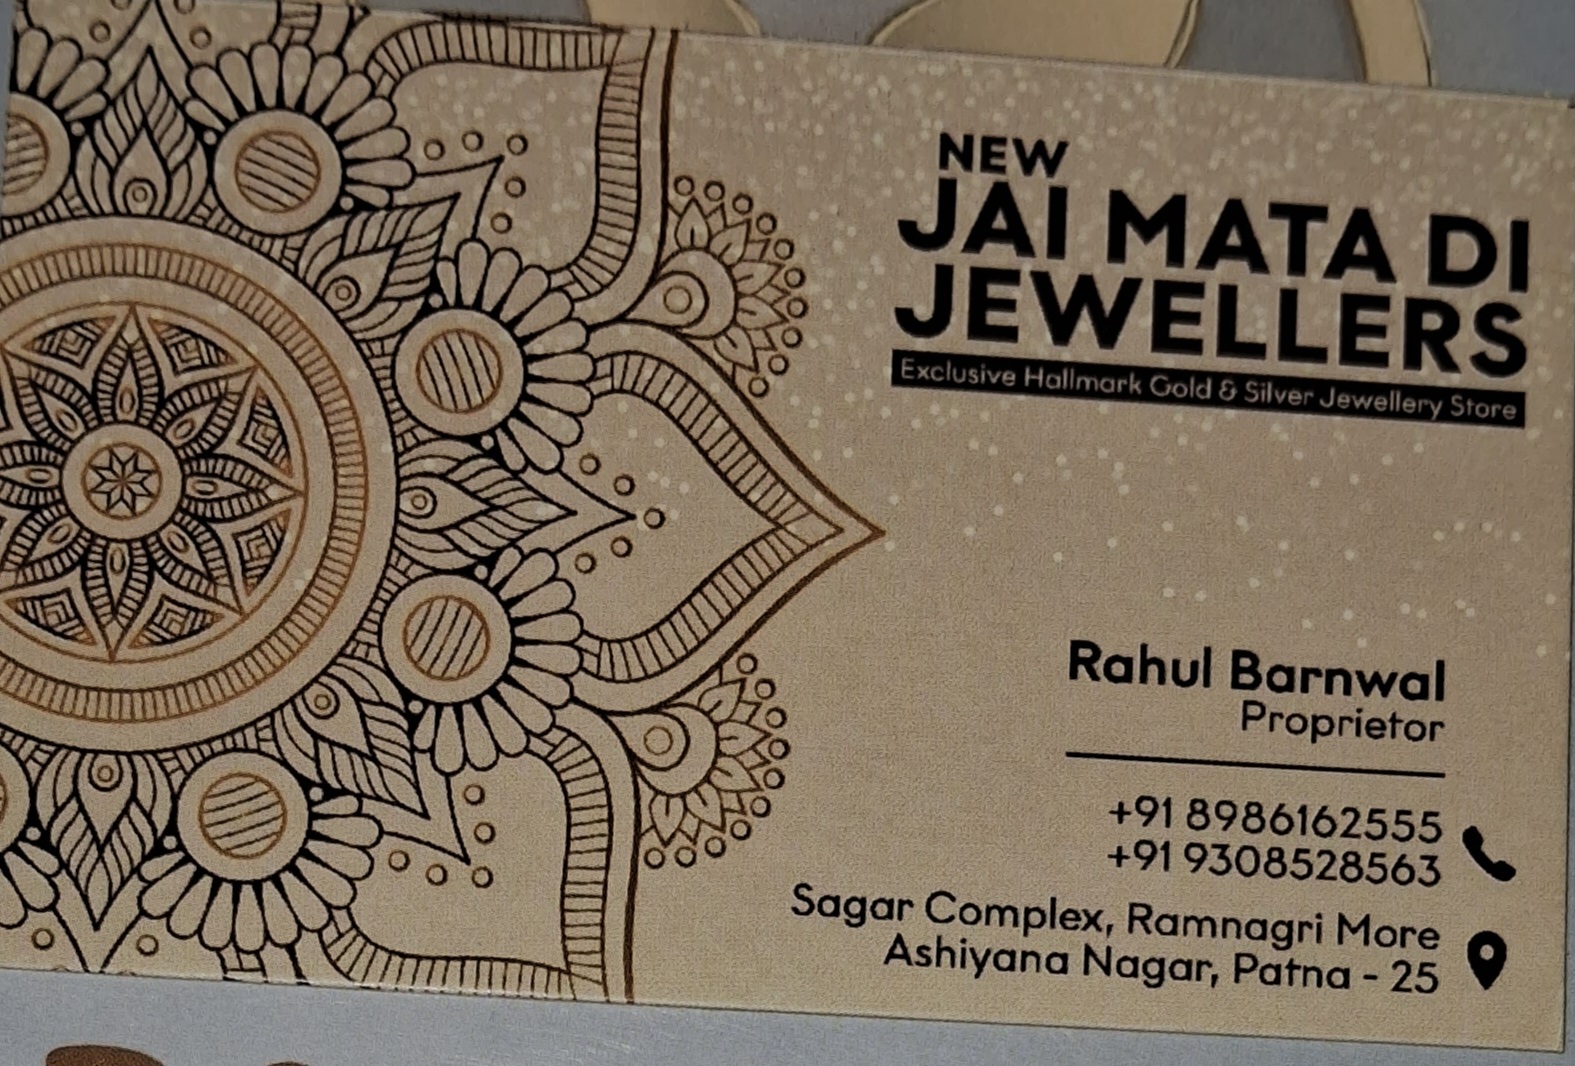 NEW
JAI MATA DI
JEWELLERS
Exclusive Hallmark Gold & Silver Jewellery Store
Rahul Barnwal
Proprietor
+91 8986162555
+91 9308528563
Sagar Complex, Ramnagri More
Ashiyana Nagar, Patna - 25